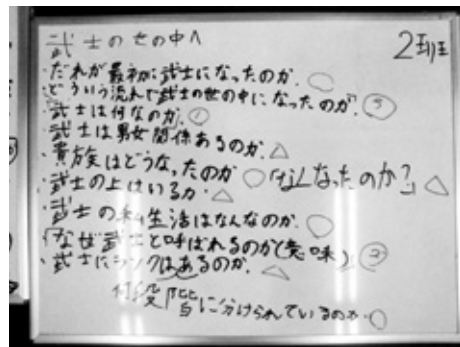 武士の世の中へ
2班
・だれが最初に武士になったのか. ○
・どういう流れで武士の世の中になったのか. ③
・武士は何なのか. ①
・武士は男女関係あるのか. △
・貴族はどうなったのか ○ 「なくなったのか？」 △
・武士の上はいるか. △
・武士の私生活はなんなのか. ○
・「なぜ武士と呼ばれるのか(意味)」 ②
・武士にランクはあるのか. △
何段階に分けられているのか. ○